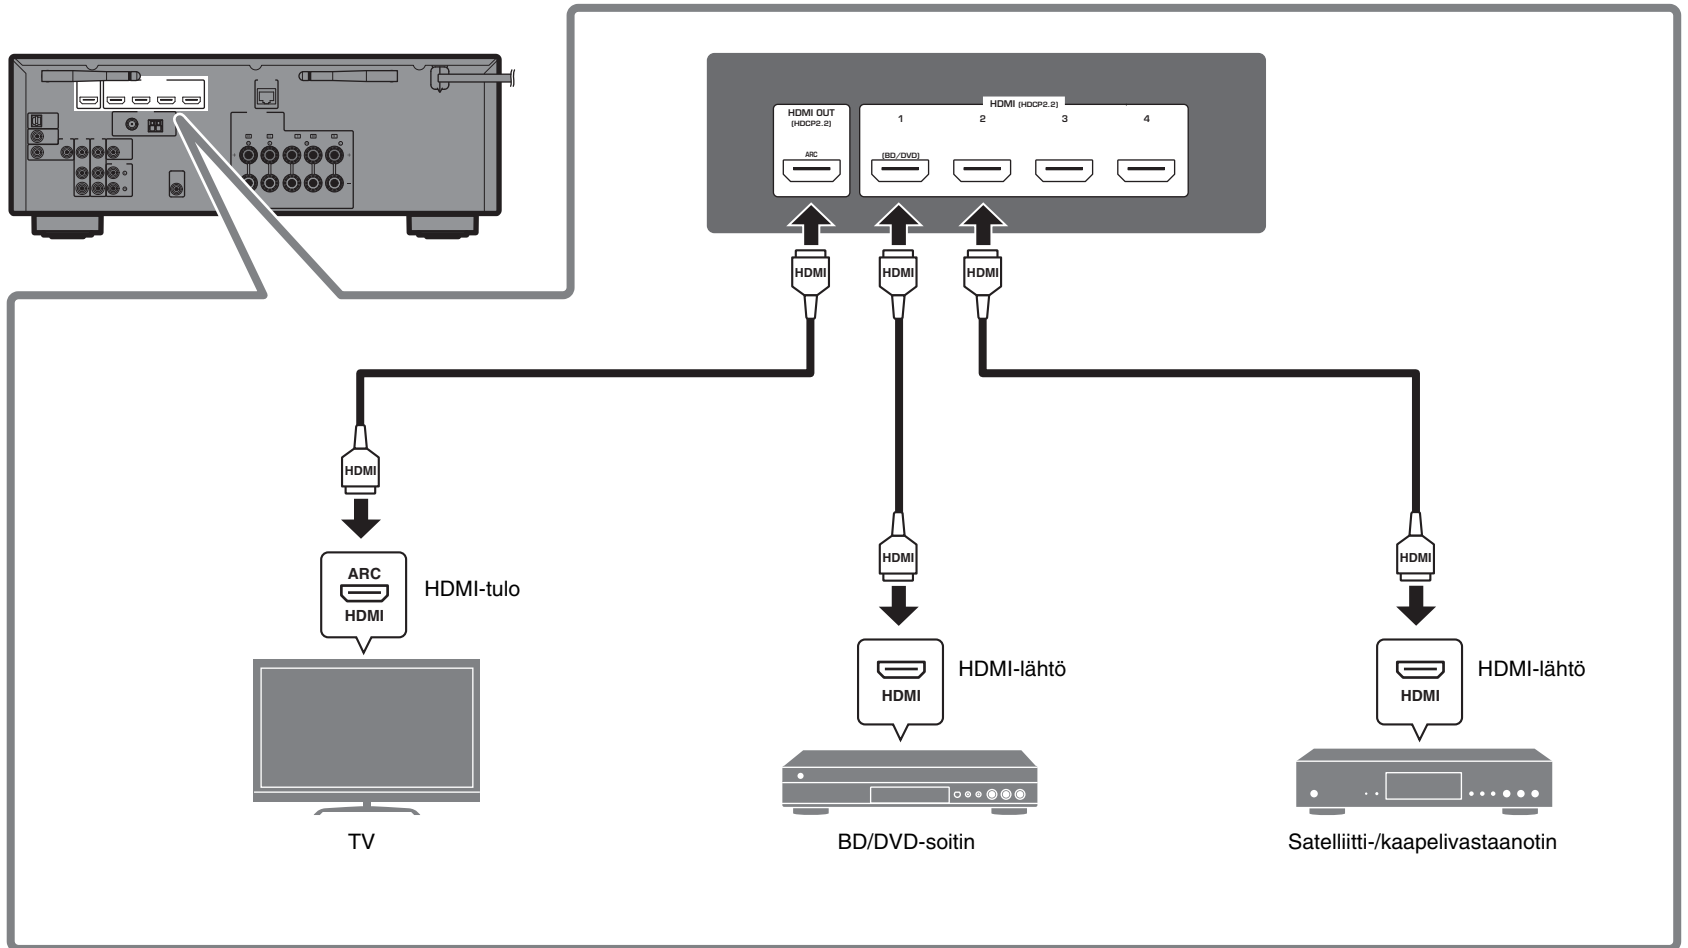 HDMI OUT
(HDCP2.2)
HDMI (HDCP2.2)
1
2
3
4
ARC
(BD/DVD)
HDMI
HDMI
HDMI
HDMI
HDMI
HDMI
ARC
HDMI
HDMI-tulo
HDMI
HDMI-lähtö
HDMI
HDMI-lähtö
TV
BD/DVD-soitin
Satelliitti-/kaapelivastaanotin